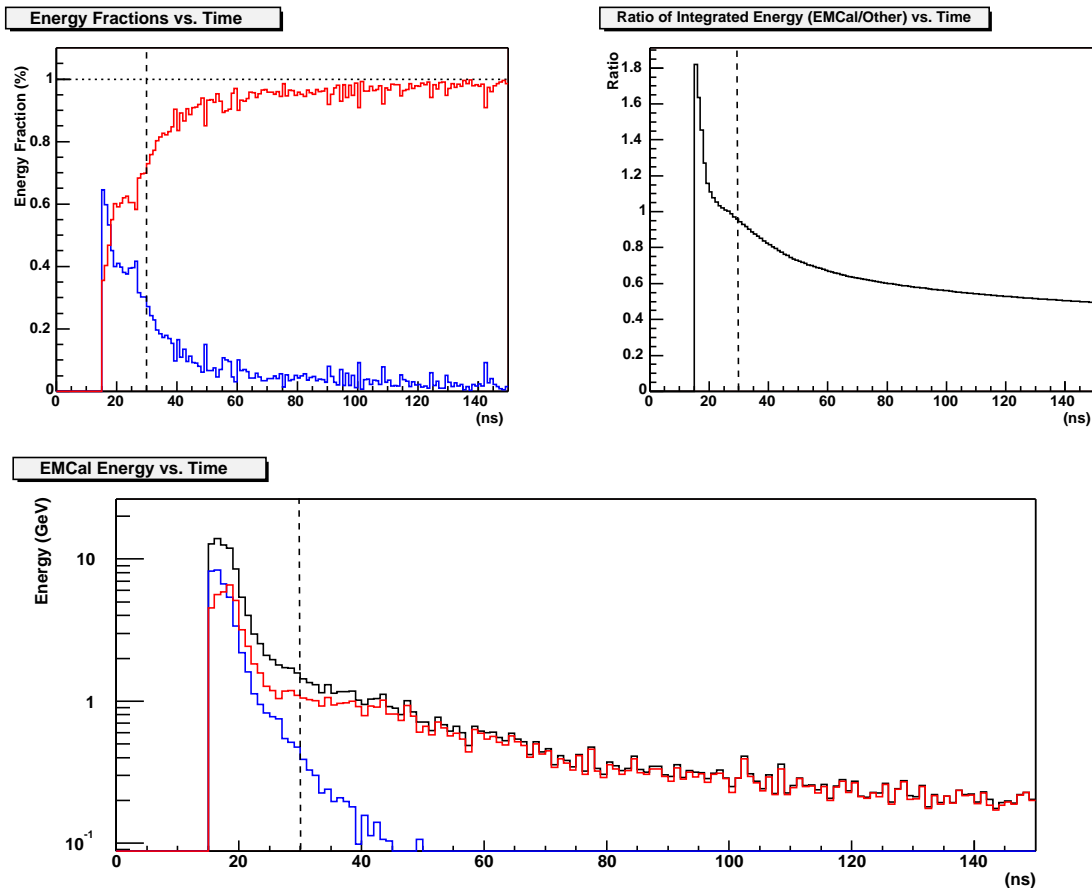 Energy Fractions vs. Time
Energy Fraction (%)
1
0.8
0.6
0.4
0.2
0
0 20 40 60 80 100 120 140
(ns)
Ratio of Integrated Energy (EMCal/Other) vs. Time
Ratio
1.8
1.6
1.4
1.2
1
0.8
0.6
0.4
0.2
0
0 20 40 60 80 100 120 140
(ns)
EMCal Energy vs. Time
Energy (GeV)
10
1
10⁻¹
0 20 40 60 80 100 120 140
(ns)